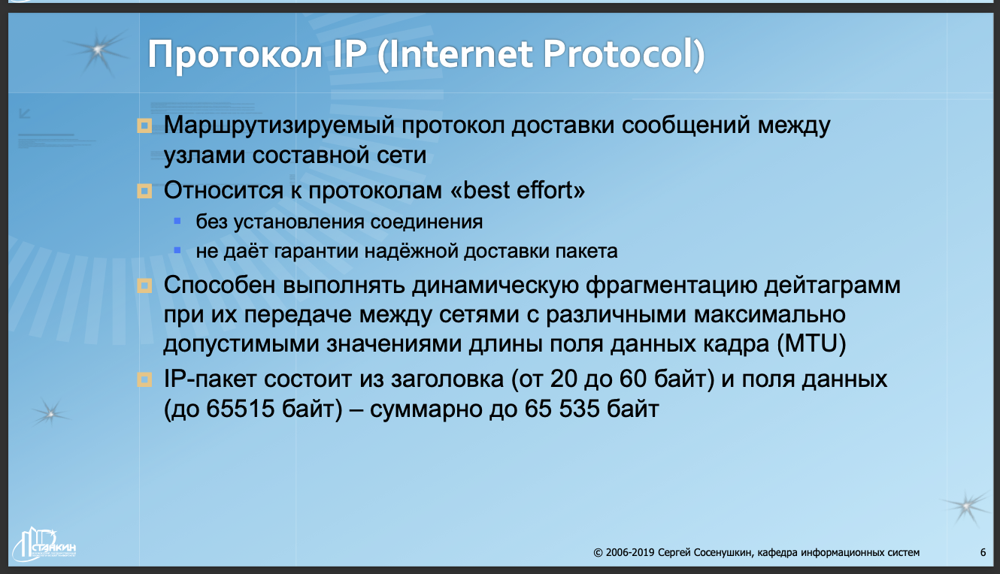 Протокол IP (Internet Protocol)
Маршрутизируемый протокол доставки сообщений между
узлами составной сети
Относится к протоколам «best effort»
без установления соединения
не даёт гарантии надёжной доставки пакета
Способен выполнять динамическую фрагментацию дейтаграмм
при их передаче между сетями с различными максимально
допустимыми значениями длины поля данных кадра (MTU)
IP-пакет состоит из заголовка (от 20 до 60 байт) и поля данных
(до 65515 байт) – суммарно до 65 535 байт
СТАНКИН
© 2006-2019 Сергей Сосенушкин, кафедра информационных систем
6